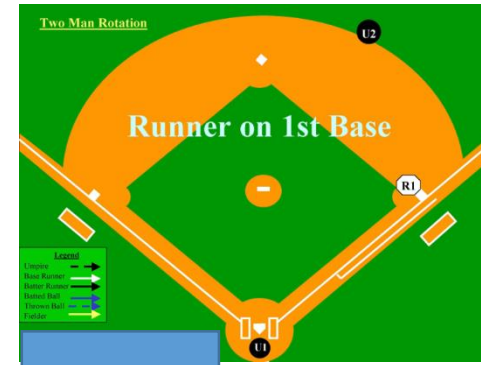 Two Man Rotation
U2
Runner on 1st Base
R1
Legend
Umpire
Base Runner
Batter Runner
Batted Ball
Thrown Ball
Fielder
U1